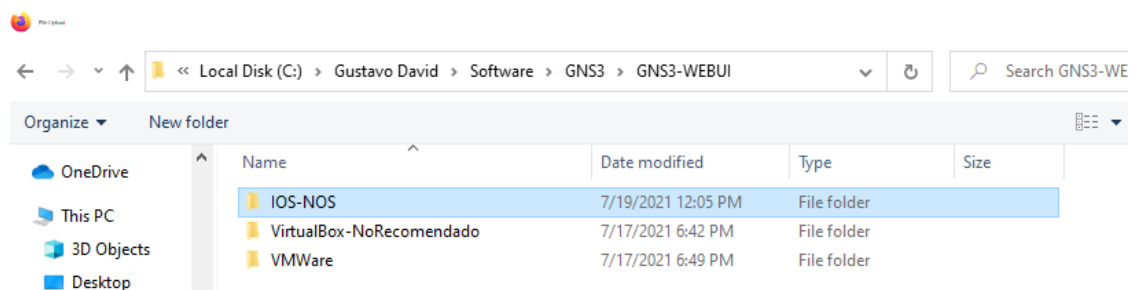 File Upload
« Local Disk (C:) › Gustavo David › Software › GNS3 › GNS3-WEBUI Search GNS3-WE
Organize New folder
Name Date modified Type Size
OneDrive
IOS-NOS 7/19/2021 12:05 PM File folder
This PC
VirtualBox-NoRecomendado 7/17/2021 6:42 PM File folder
3D Objects
VMWare 7/17/2021 6:49 PM File folder
Desktop